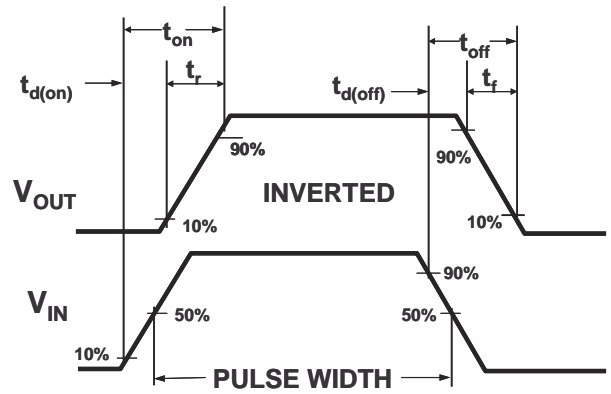 t_on
t_off
t_d(on)
t_r
t_d(off)
t_f
90%
90%
V_OUT
INVERTED
10%
10%
90%
V_IN
50%
50%
10%
PULSE WIDTH